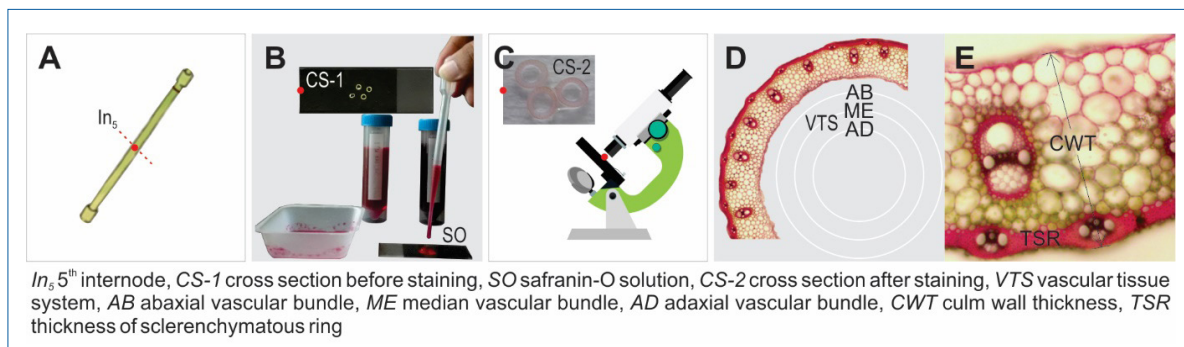 A
In5
B
CS-1
SO
C
CS-2
D
AB
ME
VTS
AD
E
CWT
TSR
In5 5th internode, CS-1 cross section before staining, SO safranin-O solution, CS-2 cross section after staining, VTS vascular tissue
system, AB abaxial vascular bundle, ME median vascular bundle, AD adaxial vascular bundle, CWT culm wall thickness, TSR
thickness of sclerenchymatous ring